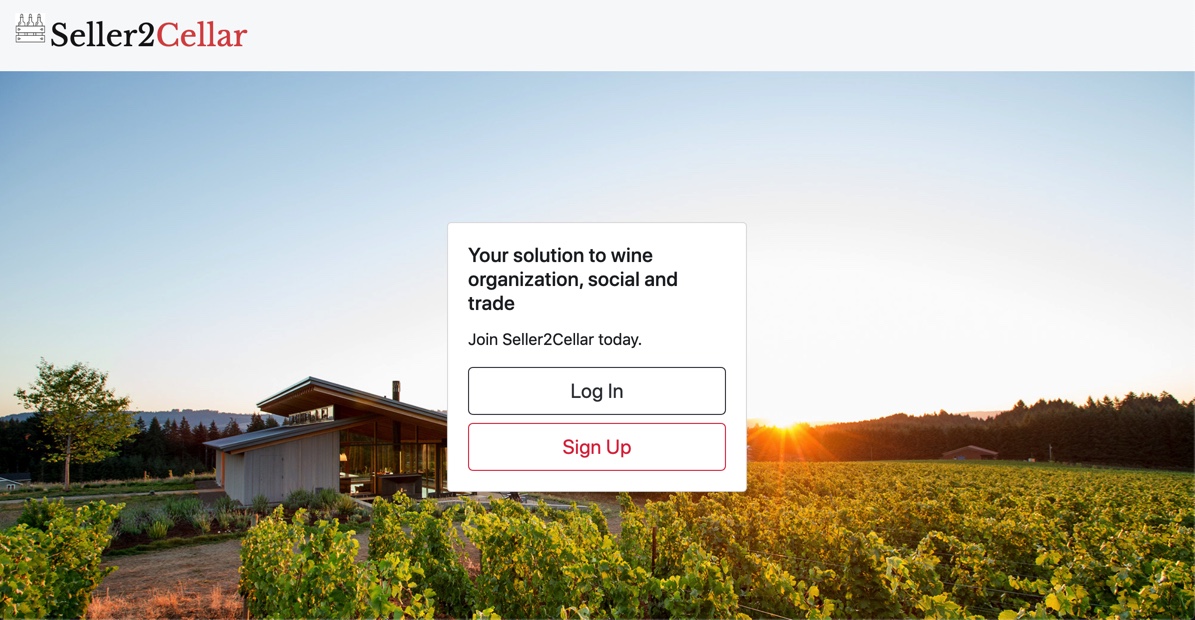 Seller2Cellar
Your solution to wine
organization, social and
trade
Join Seller2Cellar today.
Log In
Sign Up